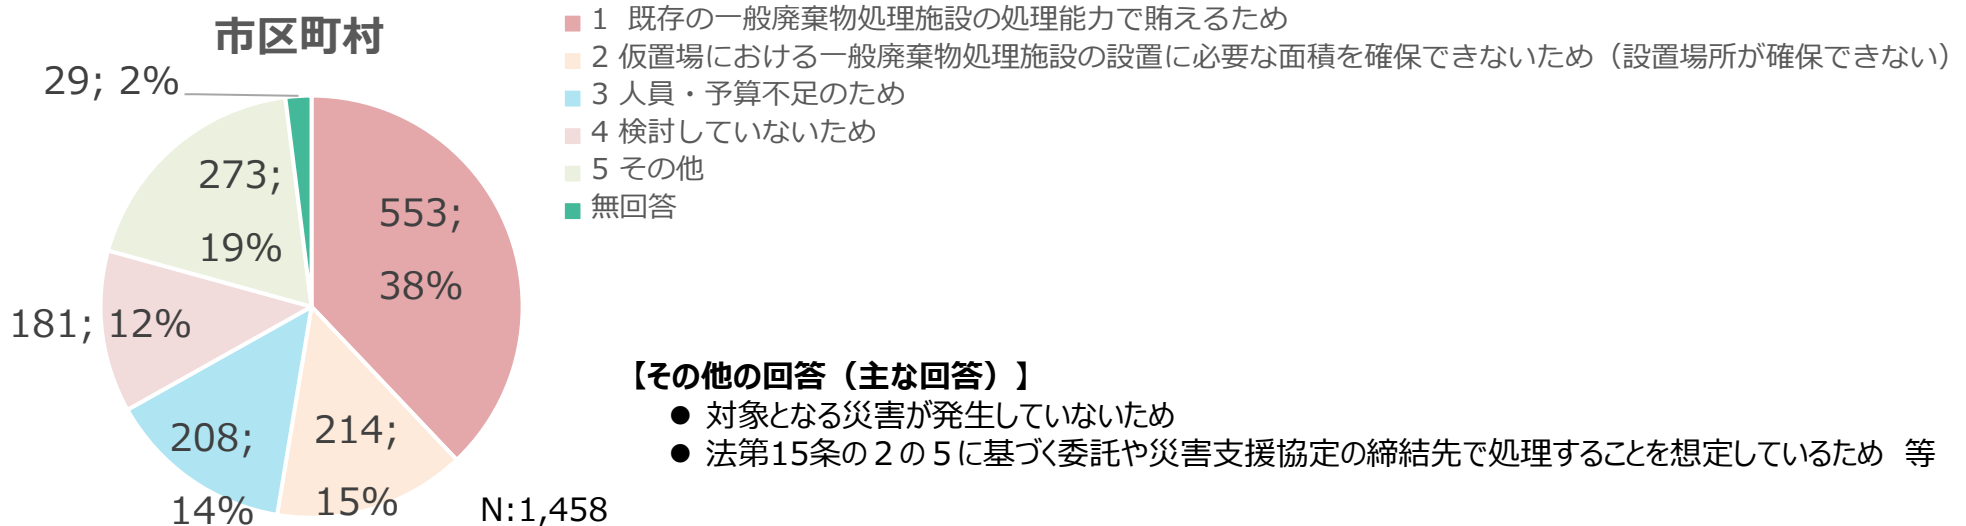 市区町村
29; 2%
273;
19%
553;
38%
181; 12%
208;
14%
214;
15%
N:1,458
1 既存の一般廃棄物処理施設の処理能力で賄えるため
2 仮置場における一般廃棄物処理施設の設置に必要な面積を確保できないため（設置場所が確保できない）
3 人員・予算不足のため
4 検討していないため
5 その他
無回答
【その他の回答（主な回答）】
● 対象となる災害が発生していないため
● 法第15条の２の５に基づく委託や災害支援協定の締結先で処理することを想定しているため 等